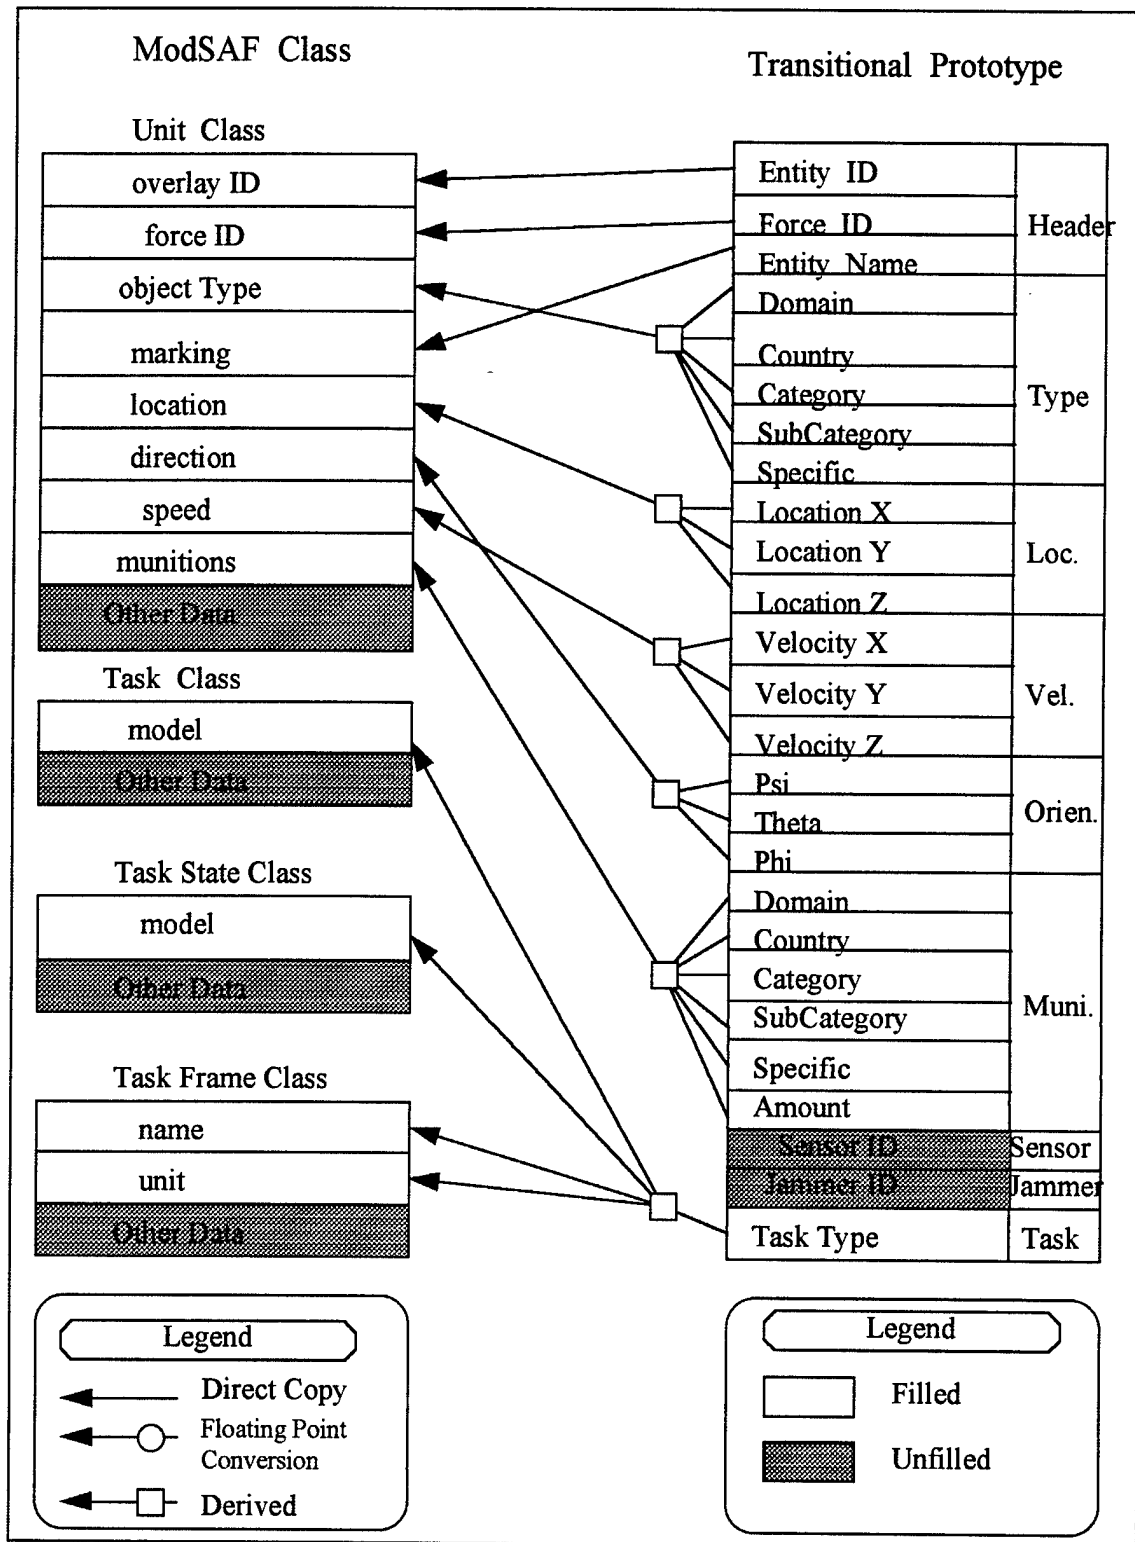 ModSAF Class
Unit Class
overlay ID
force ID
object Type
marking
location
direction
speed
munitions
Other Data
Task Class
model
Other Data
Task State Class
model
Other Data
Task Frame Class
name
unit
Other Data
Legend
Direct Copy
Floating Point
Conversion
Derived
Transitional Prototype
Entity ID
Force ID
Entity Name
Header
Domain
Country
Category
SubCategory
Specific
Type
Location X
Location Y
Location Z
Loc.
Velocity X
Velocity Y
Velocity Z
Vel.
Psi
Theta
Phi
Orien.
Domain
Country
Category
SubCategory
Specific
Amount
Muni.
Sensor ID Sensor
Jammer ID Jammer
Task Type Task
Legend
Filled
Unfilled